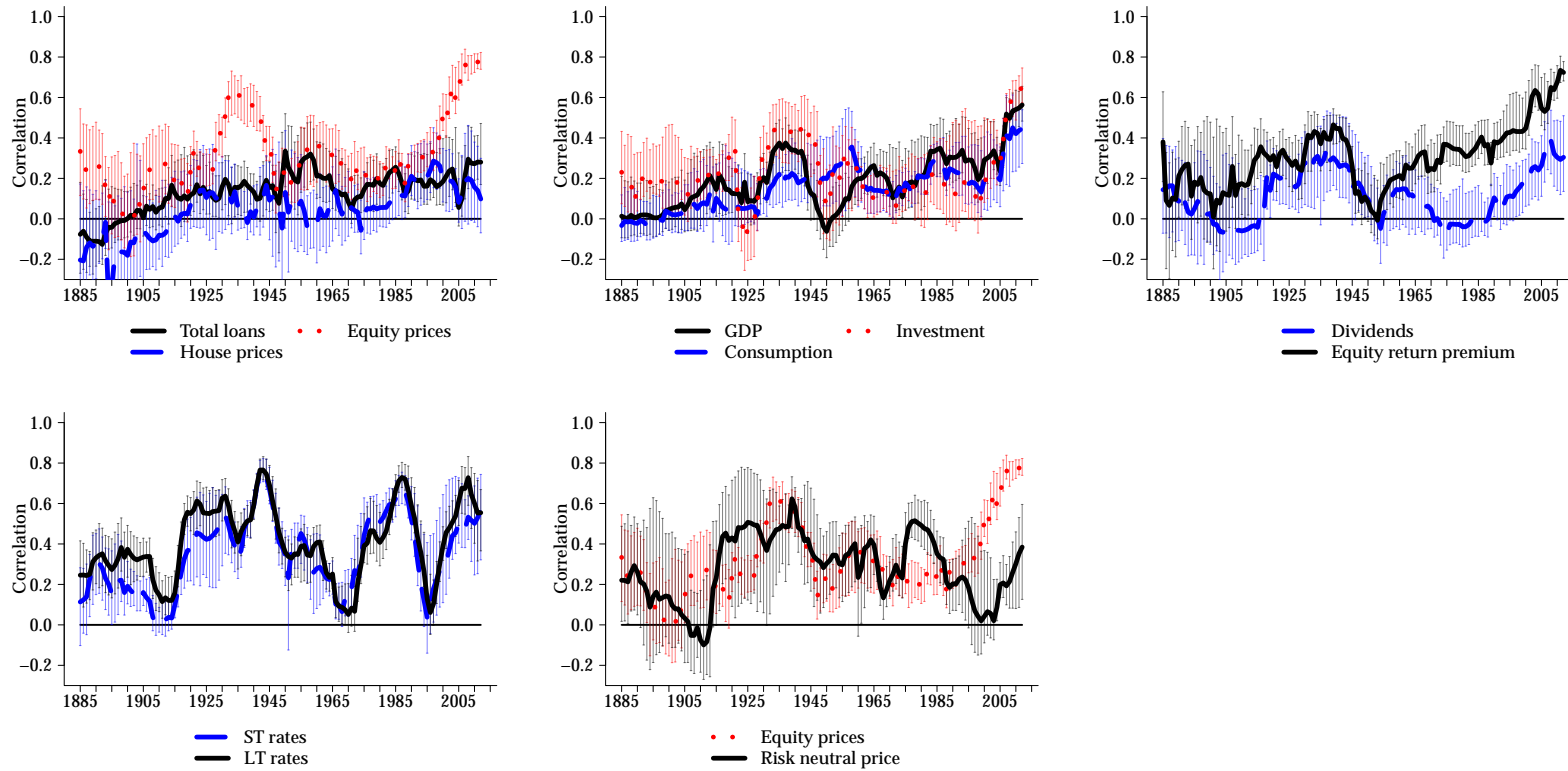 1.0
0.8
0.6
0.4
0.2
0.0
−0.2
Correlation
1885 1905 1925 1945 1965 1985 2005
Total loans Equity prices
House prices
1.0
0.8
0.6
0.4
0.2
0.0
−0.2
Correlation
1885 1905 1925 1945 1965 1985 2005
GDP Investment
Consumption
1.0
0.8
0.6
0.4
0.2
0.0
−0.2
Correlation
1885 1905 1925 1945 1965 1985 2005
Dividends
Equity return premium
1.0
0.8
0.6
0.4
0.2
0.0
−0.2
Correlation
1885 1905 1925 1945 1965 1985 2005
ST rates
LT rates
1.0
0.8
0.6
0.4
0.2
0.0
−0.2
Correlation
1885 1905 1925 1945 1965 1985 2005
Equity prices
Risk neutral price